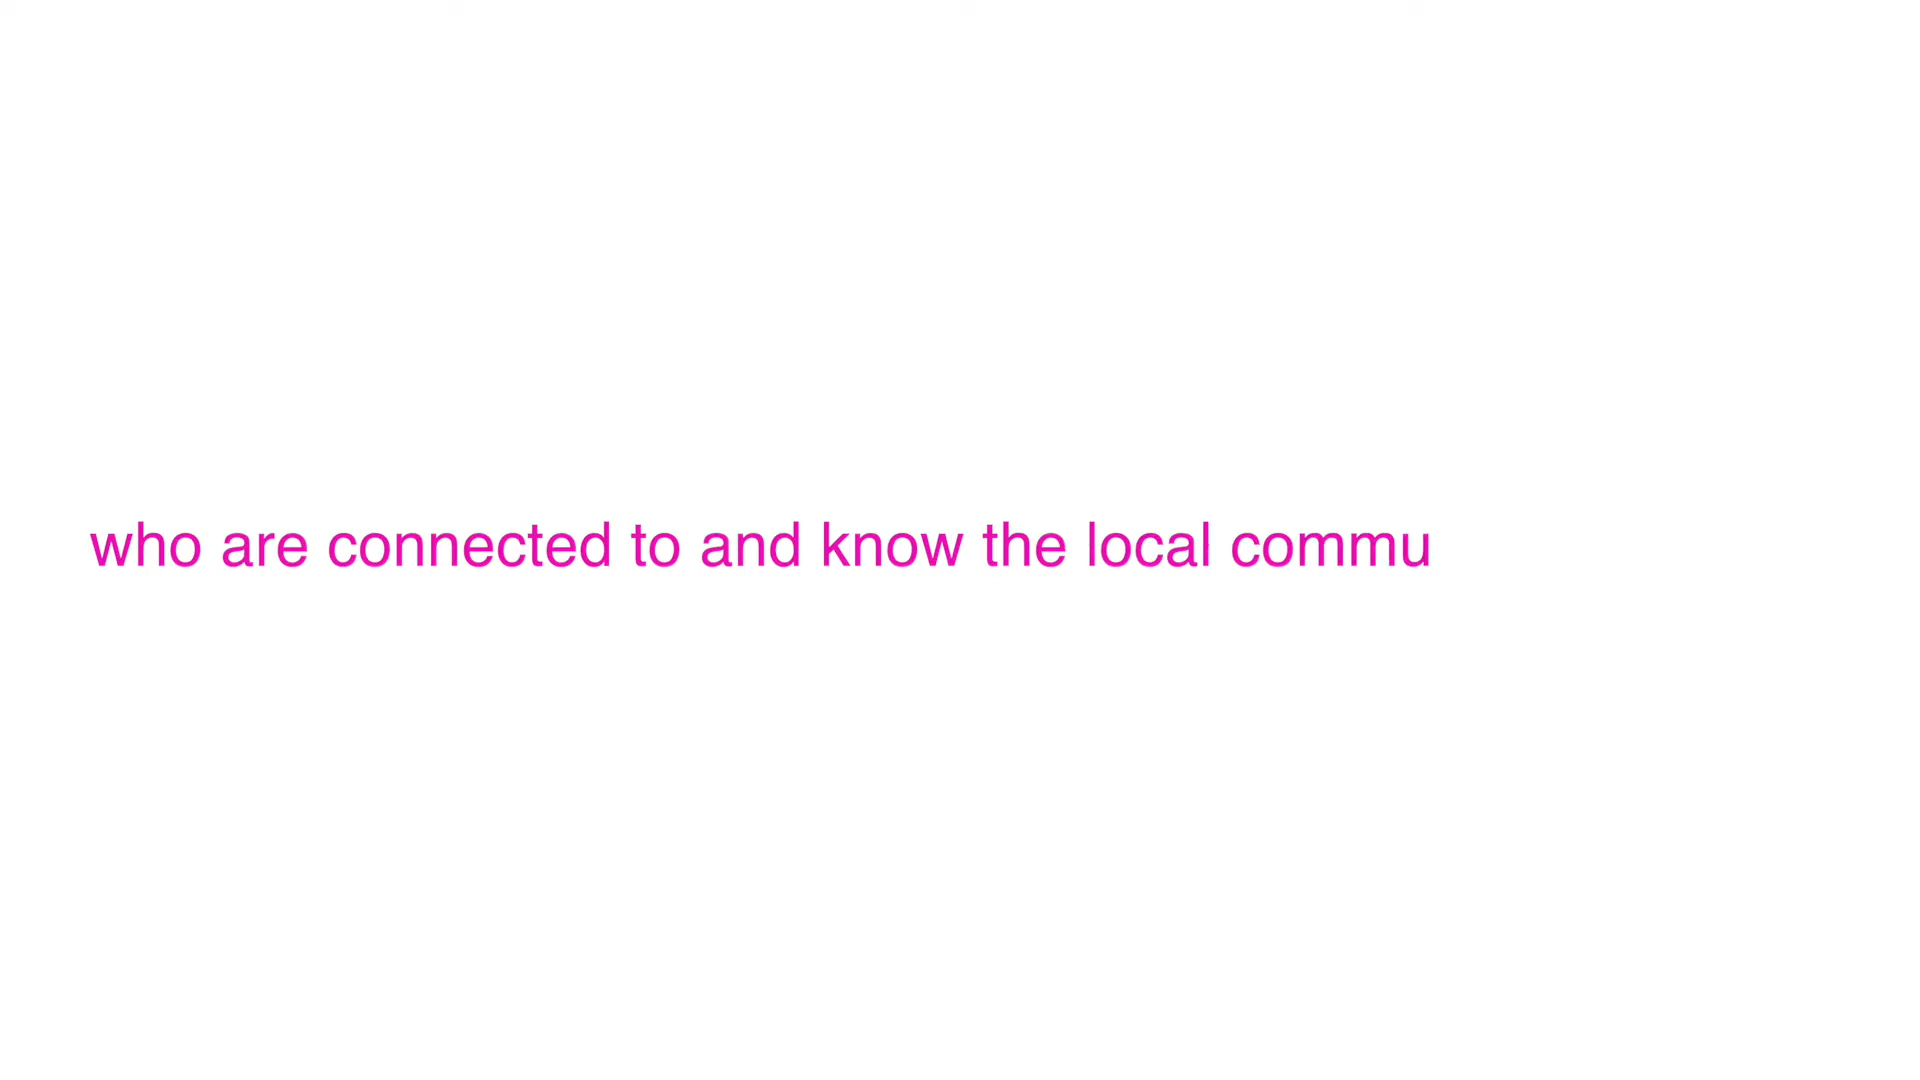 who are connected to and know the local commu